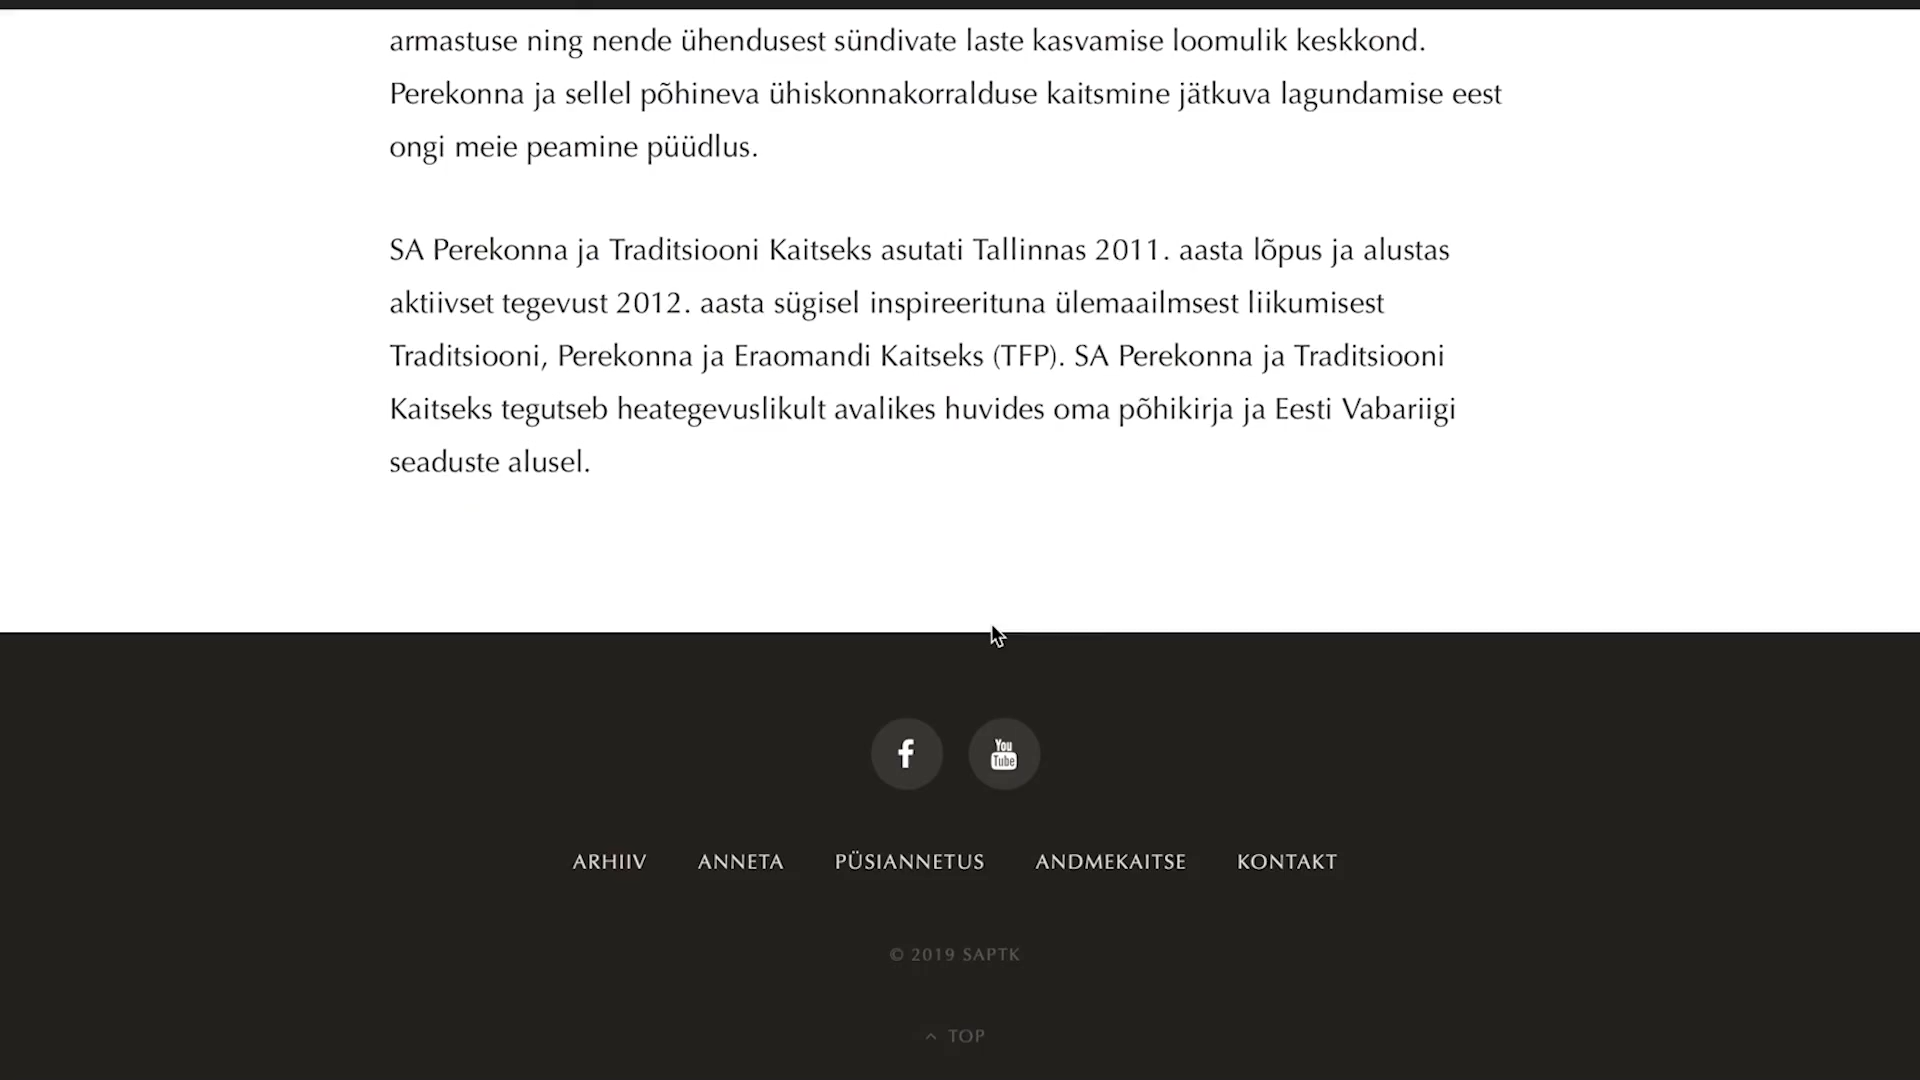 armastuse ning nende ühendusest sündivate laste kasvamise loomulik keskkond.
Perekonna ja sellel põhineva ühiskonnakorralduse kaitsmine jätkuva lagundamise eest
ongi meie peamine püüdlus.
SA Perekonna ja Traditsiooni Kaitseks asutati Tallinnas 2011. aasta lõpus ja alustas
aktiivset tegevust 2012. aasta sügisel inspireerituna ülemaailmsest liikumisest
Traditsiooni, Perekonna ja Eraomandi Kaitseks (TFP). SA Perekonna ja Traditsiooni
Kaitseks tegutseb heategevuslikult avalikes huvides oma põhikirja ja Eesti Vabariigi
seaduste alusel.
You
Tube
ARHIIV ANNETA PÜSIANNETUS ANDMEKAITSE KONTAKT
© 2019 SAPTK
TOP